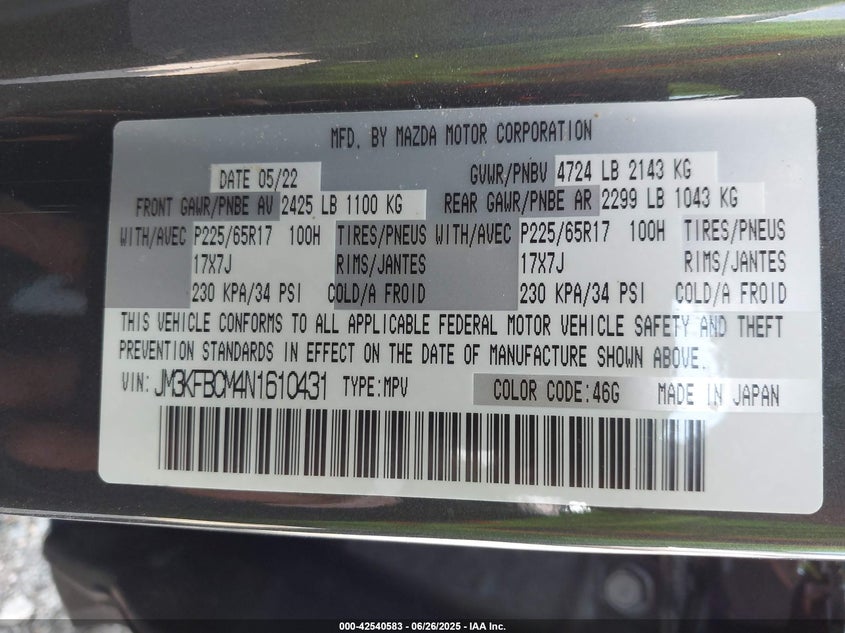 MFD. BY MAZDA MOTOR CORPORATION
DATE 05/22 GVWR/PNBV 4724 LB 2143 KG
FRONT GAWR/PNBE AV 2425 LB 1100 KG REAR GAWR/PNBE AR 2299 LB 1043 KG
WITH/AVEC P225/65R17 100H TIRES/PNEUS WITH/AVEC P225/65R17 100H TIRES/PNEUS
17X7J RIMS/JANTES 17X7J RIMS/JANTES
230 KPA/34 PSI COLD/A FROID 230 KPA/34 PSI COLD/A FROID
THIS VEHICLE CONFORMS TO ALL APPLICABLE FEDERAL MOTOR VEHICLE SAFETY AND THEFT
PREVENTION STANDARDS IN EFFECT ON THE DATE OF MANUFACTURE SHOWN ABOVE.
VIN: JM3KFBCM4N1610431 TYPE:MPV COLOR CODE:46G MADE IN JAPAN
000-42540583 / 06/26/2025 - IAA Inc.